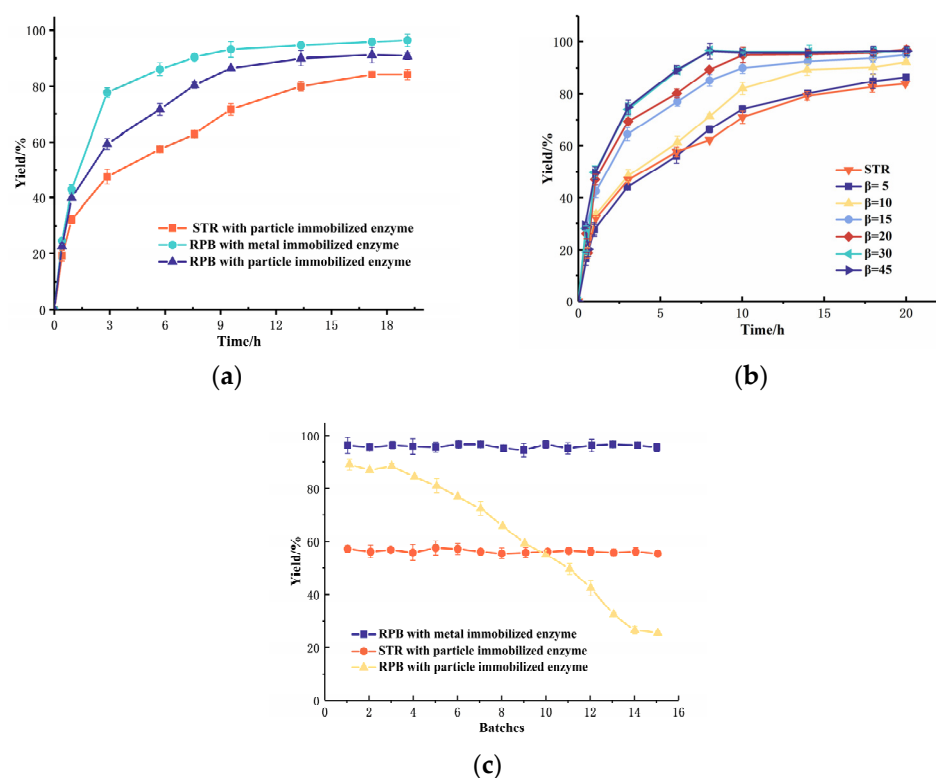 100
80
60
40
20
0
Yield/%
STR with particle immobilized enzyme
RPB with metal immobilized enzyme
RPB with particle immobilized enzyme
0 3 6 9 12 15 18
Time/h
(a)
100
80
60
40
20
0
Yield/%
STR
β= 5
β=10
β=15
β=20
β=30
β=45
0 5 10 15 20
Time/h
(b)
100
80
60
40
20
0
Yield/%
RPB with metal immobilized enzyme
STR with particle immobilized enzyme
RPB with particle immobilized enzyme
0 2 4 6 8 10 12 14 16
Batches
(c)